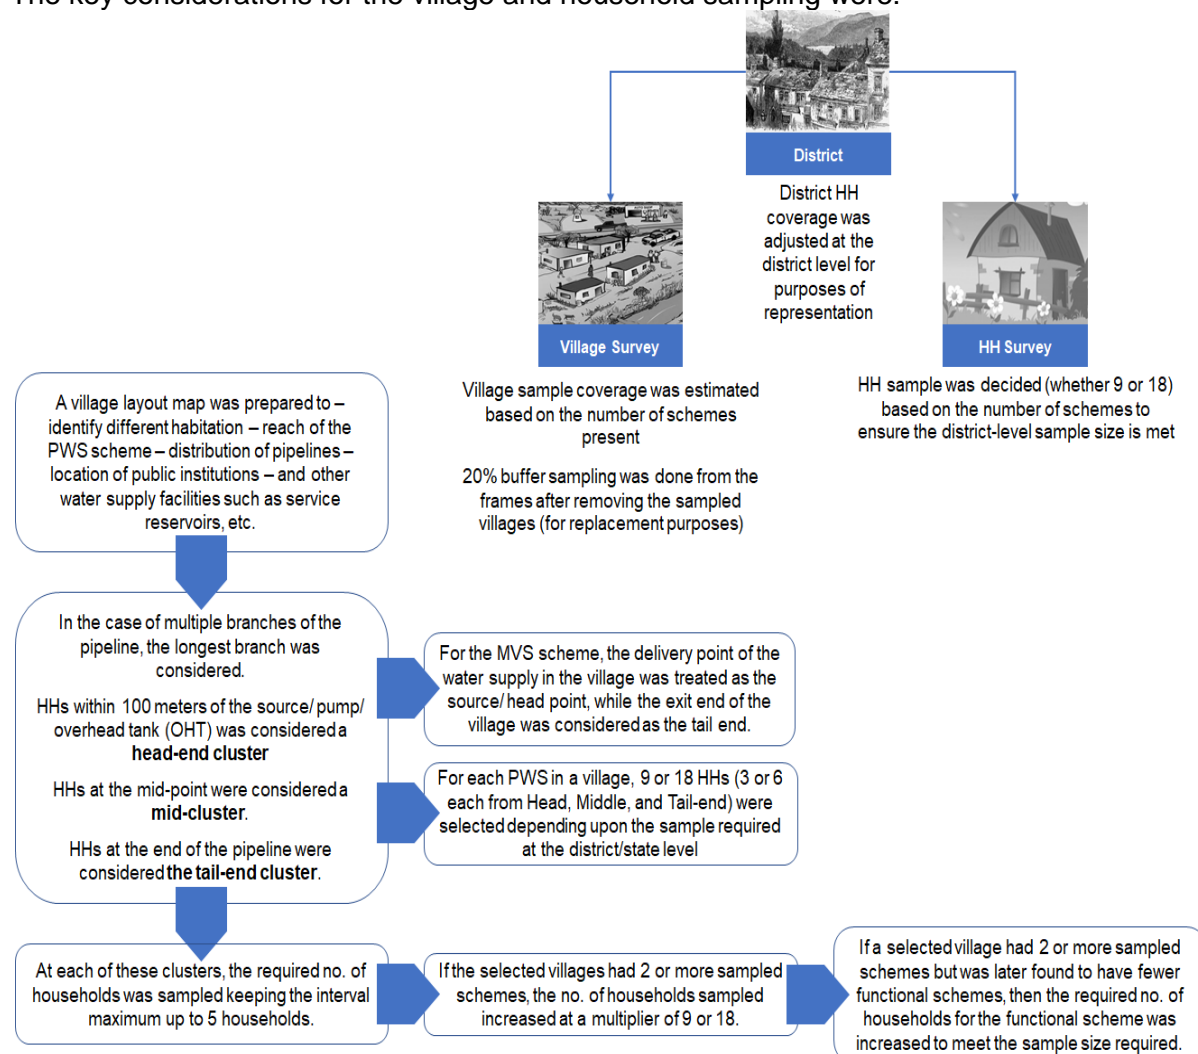 The key considerations for the village and household sampling were:
District
District HH
coverage was
adjusted at the
district level for
purposes of
representation
Village Survey
Village sample coverage was estimated
based on the number of schemes
present
20% buffer sampling was done from the
frames after removing the sampled
villages (for replacement purposes)
HH Survey
HH sample was decided (whether 9 or 18)
based on the number of schemes to
ensure the district-level sample size is met
A village layout map was prepared to –
identify different habitation – reach of the
PWS scheme – distribution of pipelines –
location of public institutions – and other
water supply facilities such as service
reservoirs, etc.
In the case of multiple branches of the
pipeline, the longest branch was
considered.
HHs within 100 meters of the source/ pump/
overhead tank (OHT) was considered a
head-end cluster
HHs at the mid-point were considered a
mid-cluster.
HHs at the end of the pipeline were
considered the tail-end cluster.
For the MVS scheme, the delivery point of the
water supply in the village was treated as the
source/ head point, while the exit end of the
village was considered as the tail end.
For each PWS in a village, 9 or 18 HHs (3 or 6
each from Head, Middle, and Tail-end) were
selected depending upon the sample required
at the district/state level
At each of these clusters, the required no. of
households was sampled keeping the interval
maximum up to 5 households.
If the selected villages had 2 or more sampled
schemes, the no. of households sampled
increased at a multiplier of 9 or 18.
If a selected village had 2 or more sampled
schemes but was later found to have fewer
functional schemes, then the required no. of
households for the functional scheme was
increased to meet the sample size required.